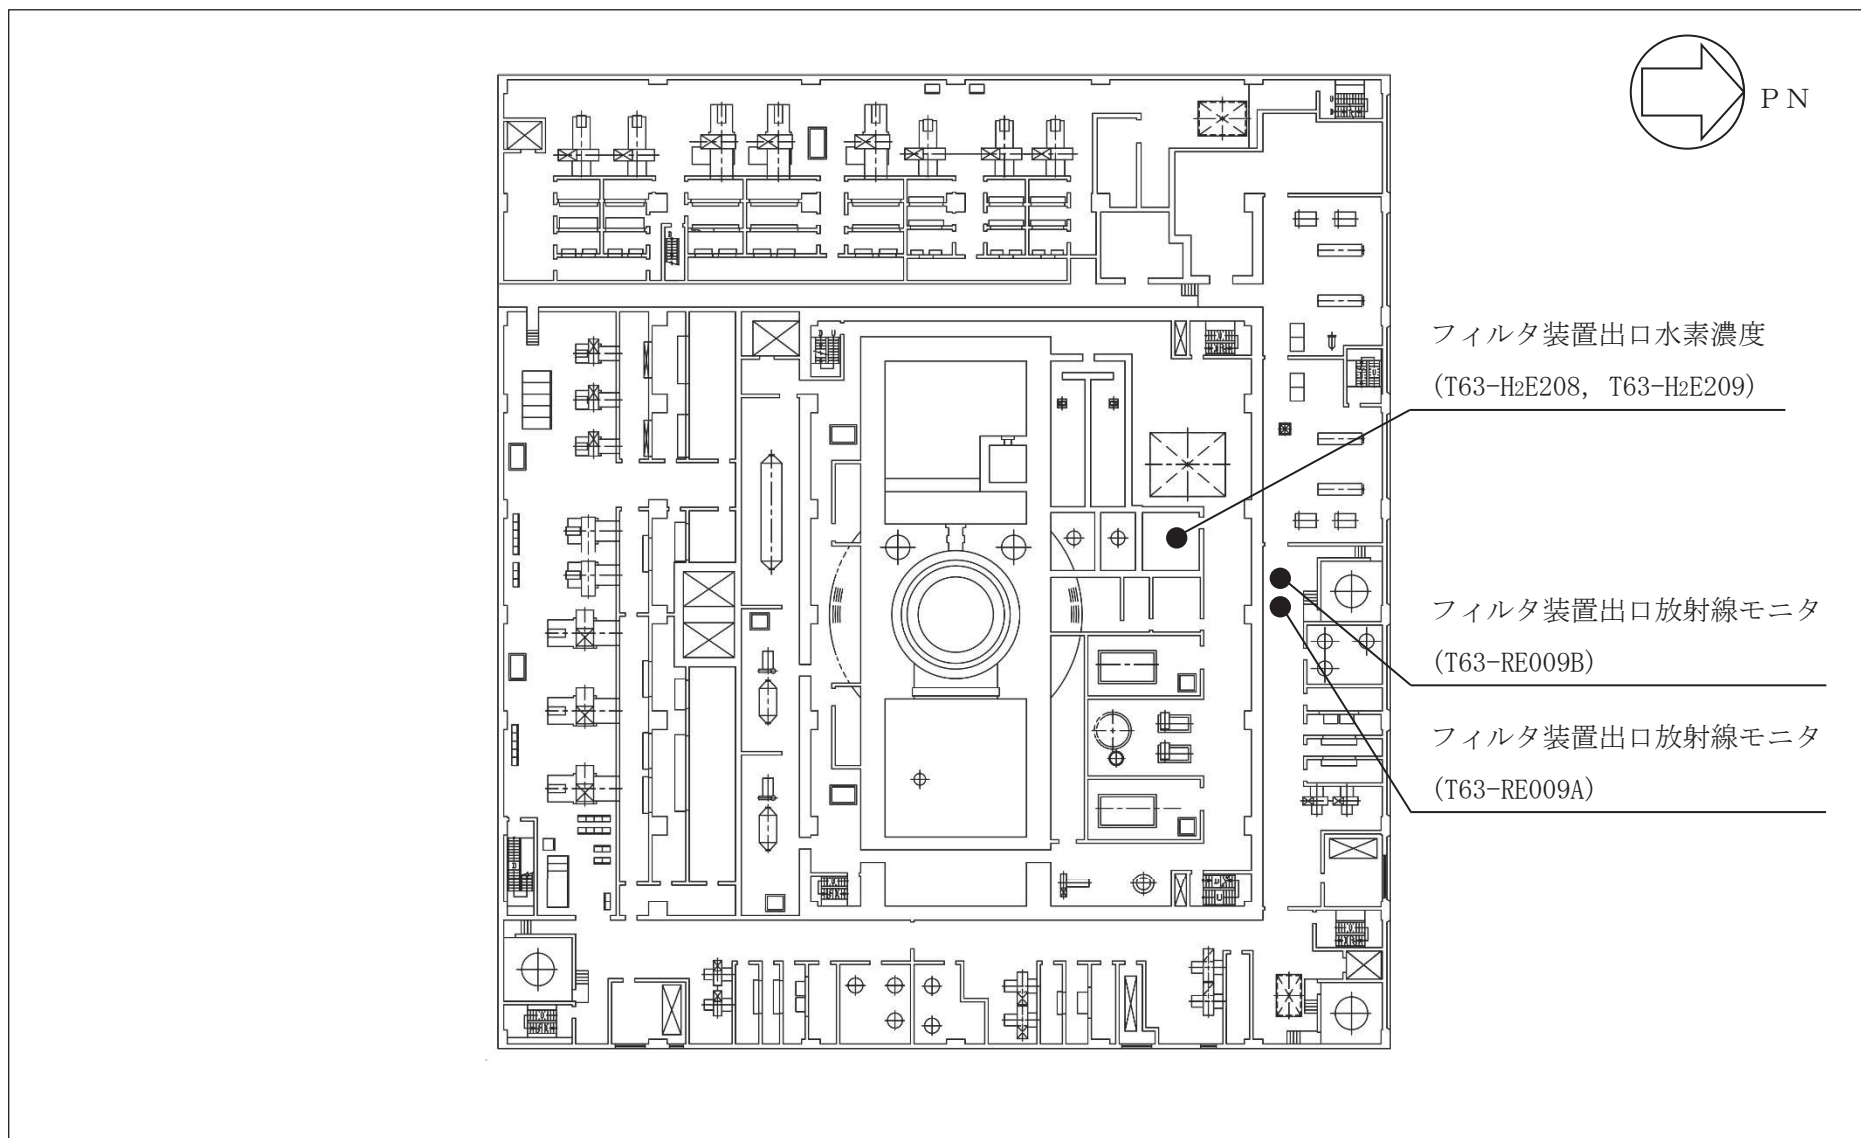 ＰＮ
フィルタ装置出口水素濃度
(T63-H2E208, T63-H2E209)
フィルタ装置出口放射線モニタ
(T63-RE009B)
フィルタ装置出口放射線モニタ
(T63-RE009A)